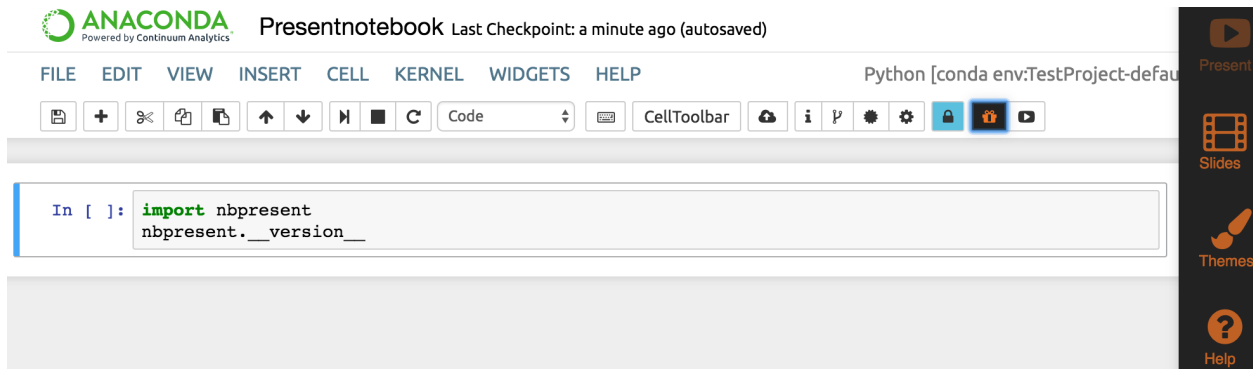 ANACONDA
Powered by Continuum Analytics
Presentnotebook Last Checkpoint: a minute ago (autosaved)
FILE EDIT VIEW INSERT CELL KERNEL WIDGETS HELP Python [conda env:TestProject-defau
Code CellToolbar
In [ ]: import nbpresent
nbpresent.__version__
Present
Slides
Themes
Help